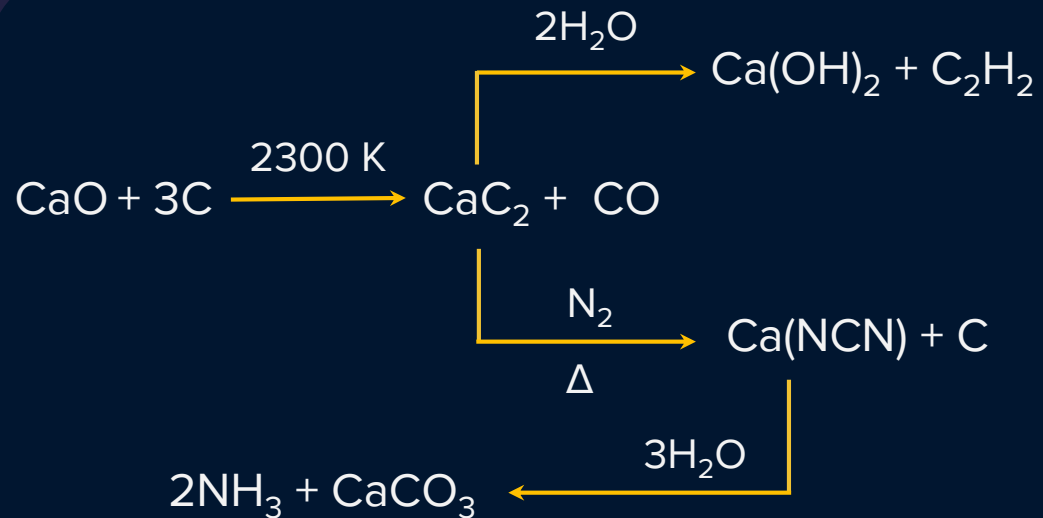 2H₂O
Ca(OH)₂ + C₂H₂
2300 K
CaO + 3C
CaC₂ + CO
N₂
Ca(NCN) + C
Δ
3H₂O
2NH₃ + CaCO₃